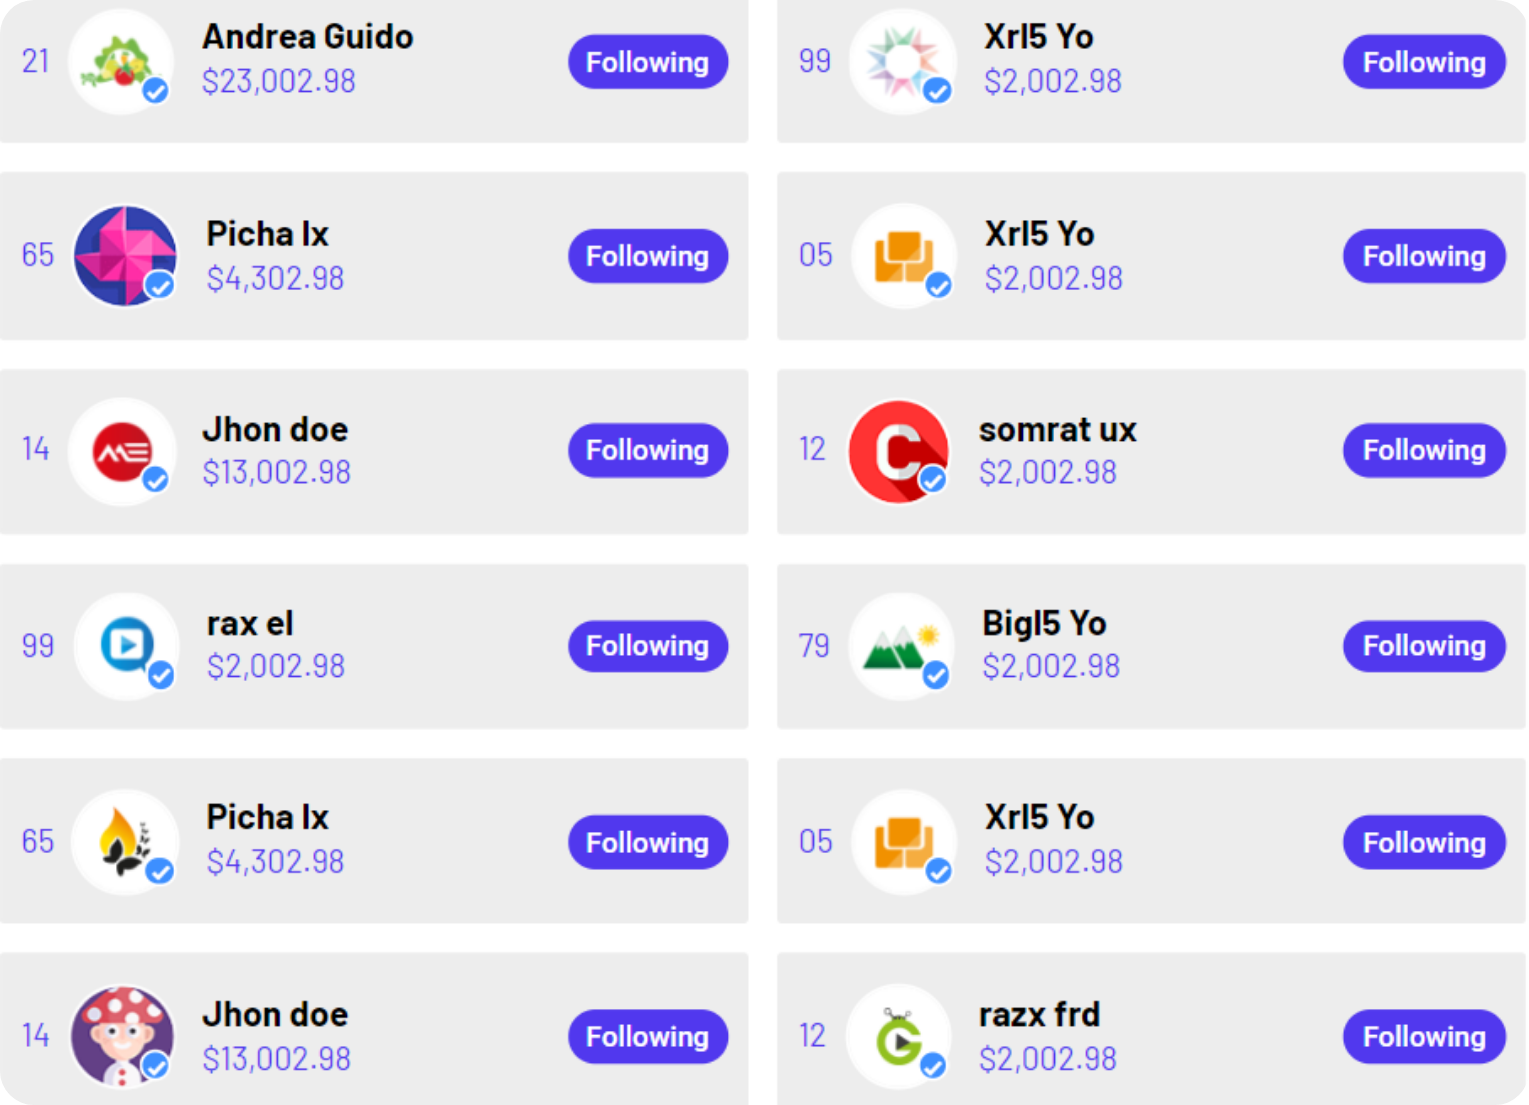 21
Andrea Guido
$23,002.98
Following
99
Xrl5 Yo
$2,002.98
Following
65
Picha lx
$4,302.98
Following
05
Xrl5 Yo
$2,002.98
Following
14
ME
Jhon doe
$13,002.98
Following
12
C
somrat ux
$2,002.98
Following
99
rax el
$2,002.98
Following
79
Bigl5 Yo
$2,002.98
Following
65
Picha lx
$4,302.98
Following
05
Xrl5 Yo
$2,002.98
Following
14
Jhon doe
$13,002.98
Following
12
G
razx frd
$2,002.98
Following